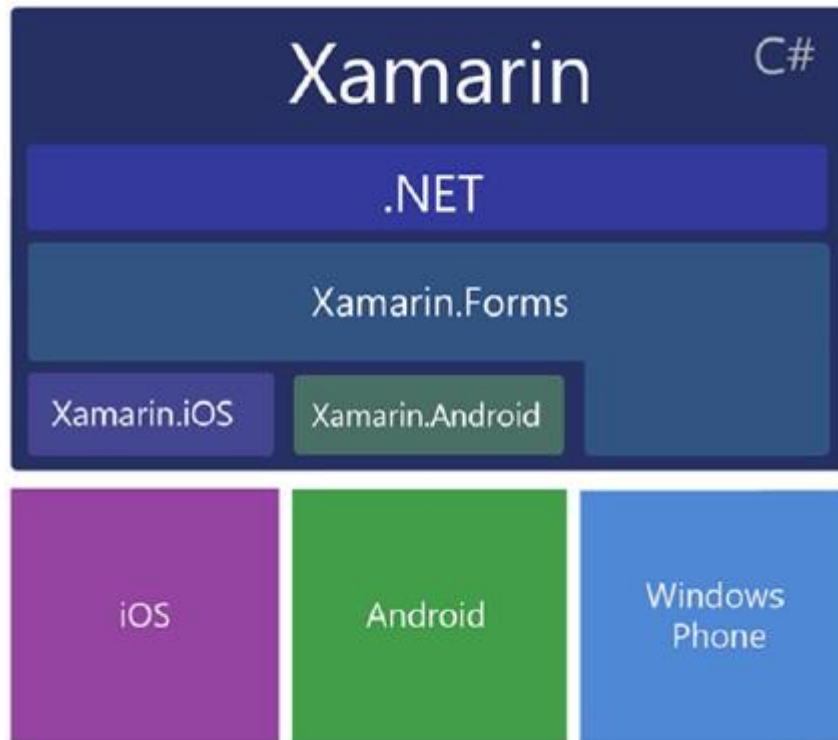 Xamarin
C#
.NET
Xamarin.Forms
Xamarin.iOS
Xamarin.Android
iOS
Android
Windows
Phone